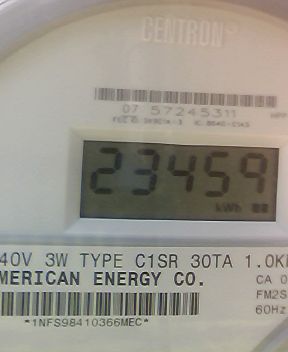 CENTRON
07 57245311
23459
kWh
40V 3W TYPE C1SR 30TA 1.0K
MERICAN ENERGY CO.
CA 0
FM2S
60Hz
*1NFS98410366MEC*